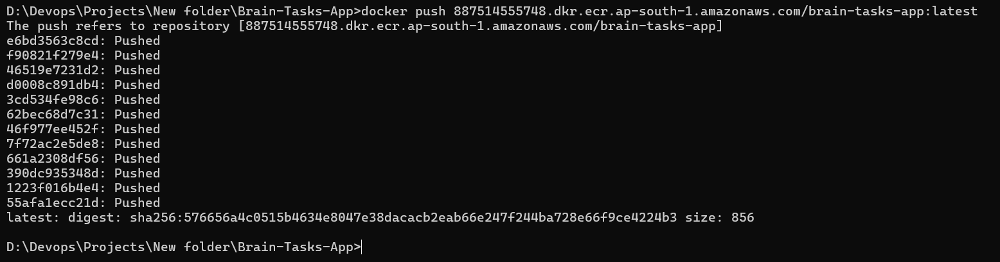 D:\Devops\Projects\New folder\Brain-Tasks-App>docker push 887514555748.dkr.ecr.ap-south-1.amazonaws.com/brain-tasks-app:latest
The push refers to repository [887514555748.dkr.ecr.ap-south-1.amazonaws.com/brain-tasks-app]
e6bd3563c8cd: Pushed
f90821f279e4: Pushed
46519e7231d2: Pushed
d0008c891db4: Pushed
3cd534fe98c6: Pushed
62bec68d7c31: Pushed
46f977ee452f: Pushed
7f72ac2e5de8: Pushed
661a2308df56: Pushed
390dc935348d: Pushed
1223f016b4e4: Pushed
55afa1ecc21d: Pushed
latest: digest: sha256:576656a4c0515b4634e8047e38dacacb2eab66e247f244ba728e66f9ce4224b3 size: 856
D:\Devops\Projects\New folder\Brain-Tasks-App>